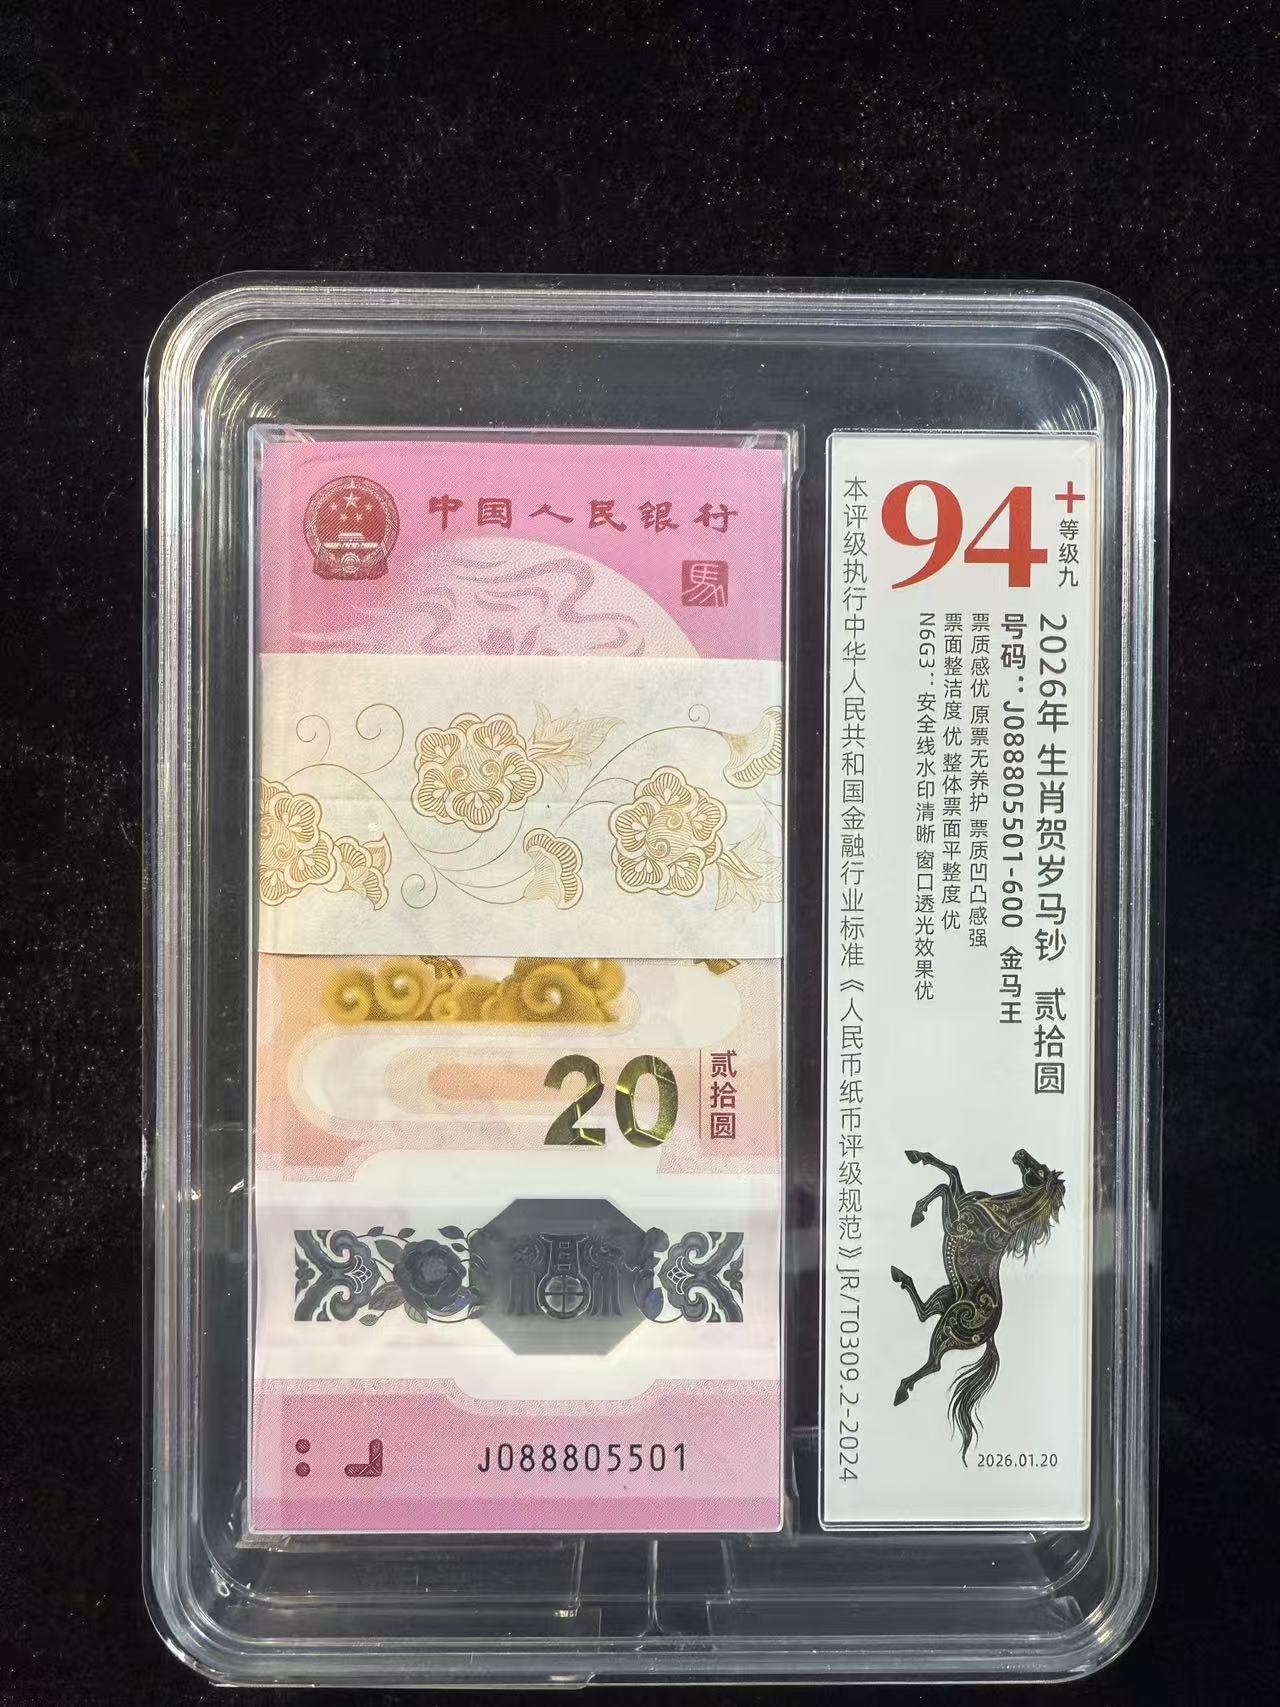 中国人民银行
馬
20
贰拾圆
J088805501
94+
等级九
2026年 生肖贺岁马钞 贰拾圆
号码：J088805501-600 金马王
票质感优 原票无养护 票质凹凸感强
票面整洁度 优 整体票面平整度 优
N6G3：安全线水印清晰 窗口透光效果优
本评级执行中华人民共和国金融行业标准《人民币纸币评级规范》JR/T0309.2-2024
2026.01.20